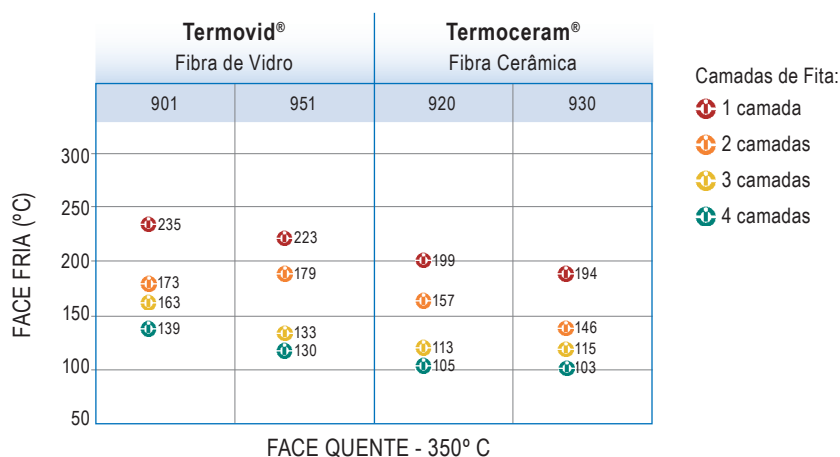 Termovid®
Fibra de Vidro
Termoceram®
Fibra Cerâmica
901
951
920
930
Camadas de Fita:
1 camada
2 camadas
3 camadas
4 camadas
FACE FRIA (ºC)
300
250
200
150
100
50
235
173
163
139
223
179
133
130
199
157
113
105
194
146
115
103
FACE QUENTE - 350º C